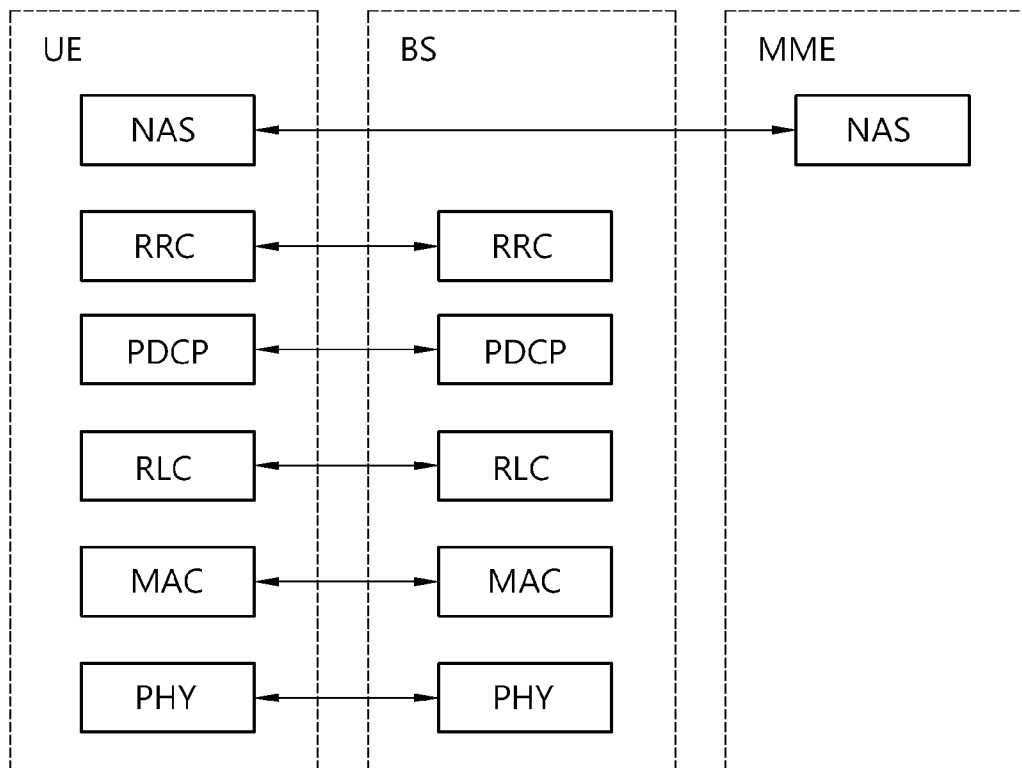 UE BS MME
NAS NAS
RRC RRC
PDCP PDCP
RLC RLC
MAC MAC
PHY PHY